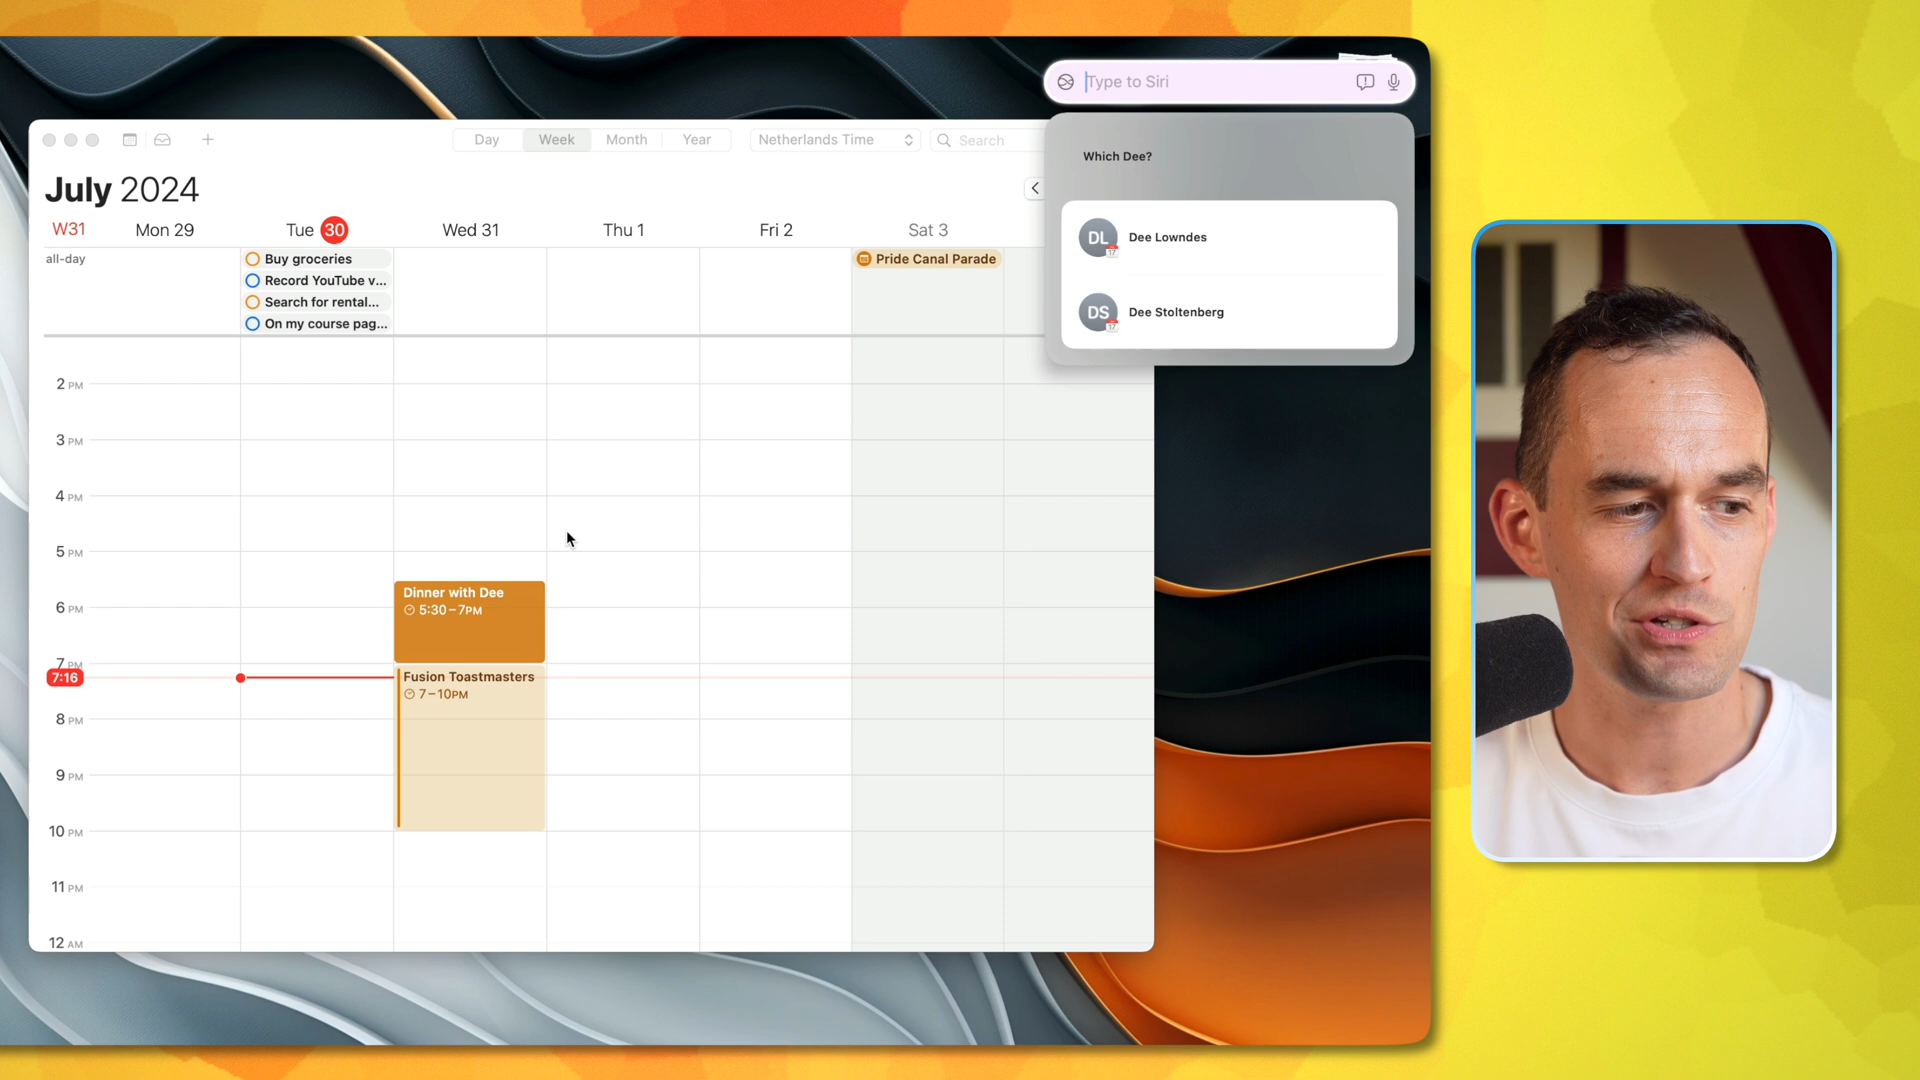 Type to Siri
Which Dee?
DL Dee Lowndes
DS Dee Stoltenberg
Day Week Month Year Netherlands Time Search
July 2024
W31 Mon 29 Tue 30 Wed 31 Thu 1 Fri 2 Sat 3
all-day
Buy groceries
Record YouTube v...
Search for rental...
On my course pag...
Pride Canal Parade
2 PM
3 PM
4 PM
5 PM
6 PM
7 PM
7:16
8 PM
9 PM
10 PM
11 PM
12 AM
Dinner with Dee
5:30 – 7PM
Fusion Toastmasters
7 – 10PM